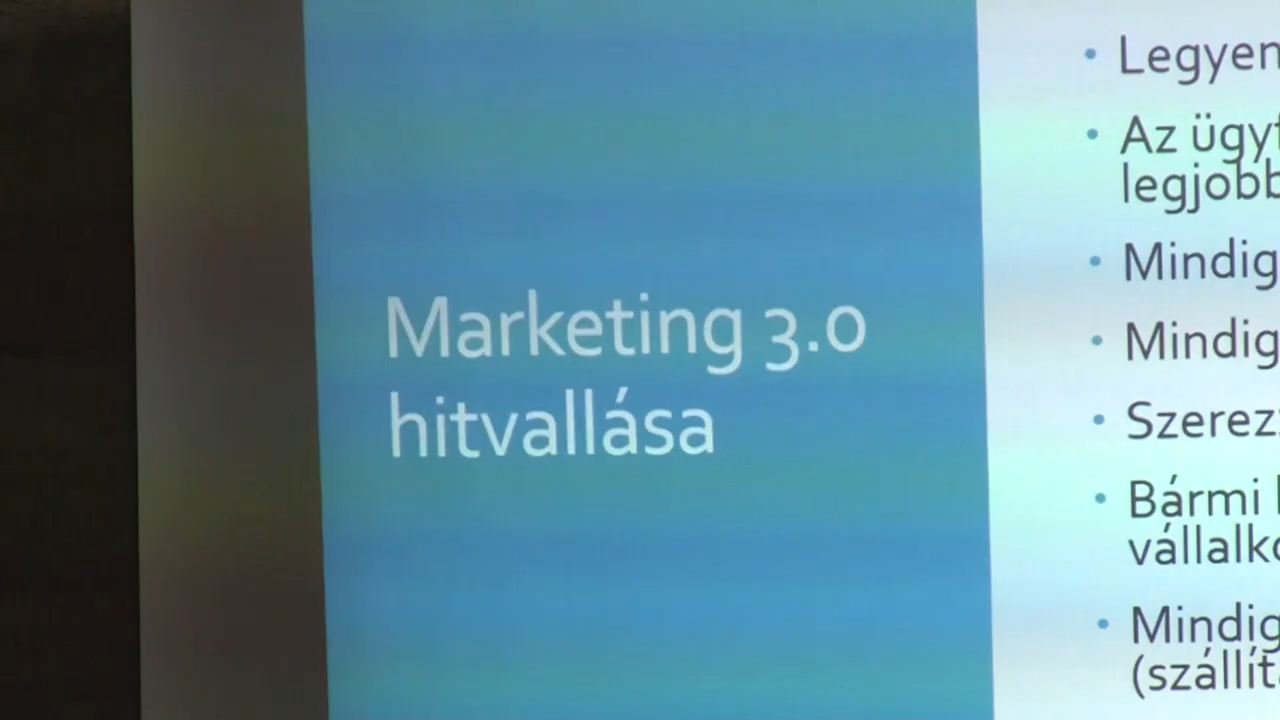 Marketing 3.0
hitvallása
Legyen
Az ügyf
legjobb
Mindig
Mindig
Szerez
Bármi
vállalko
Mindig
(szállít